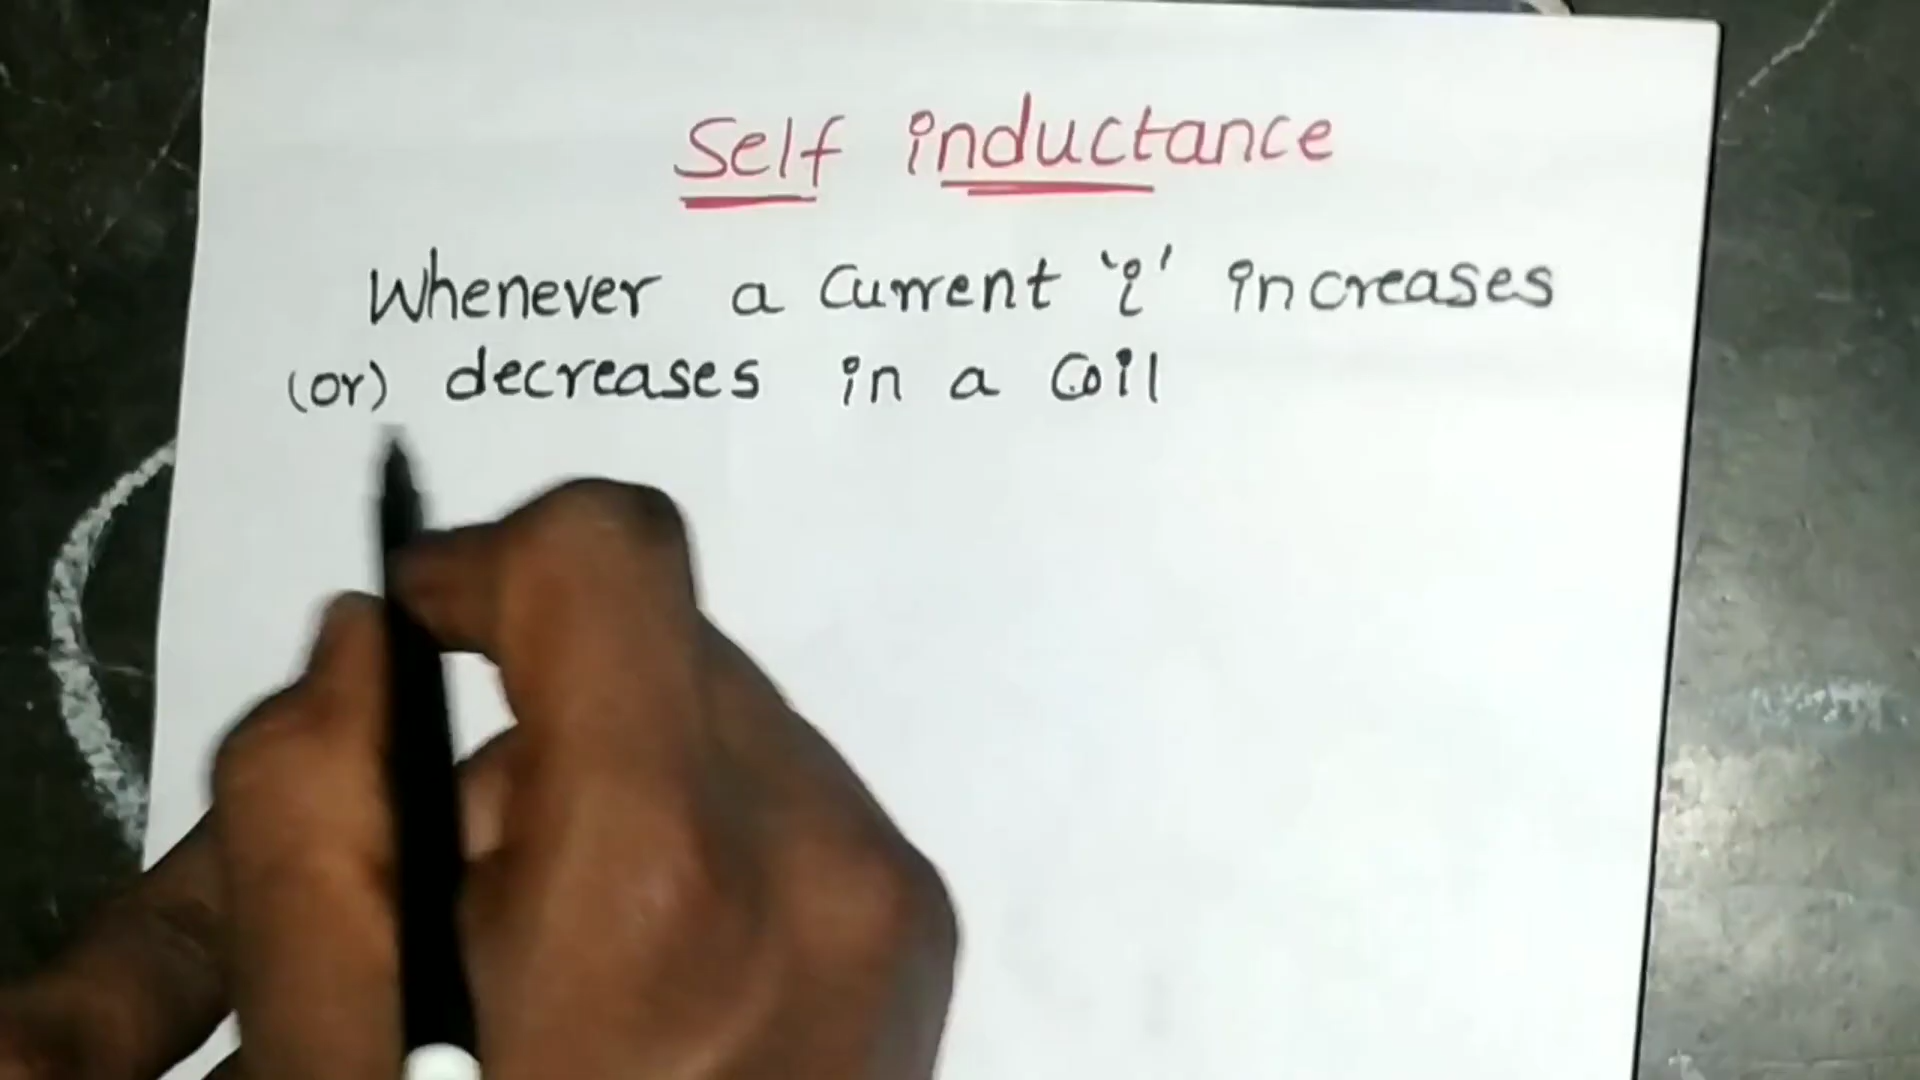 Self inductance
Whenever a current 'i' increases
(or) decreases in a coil